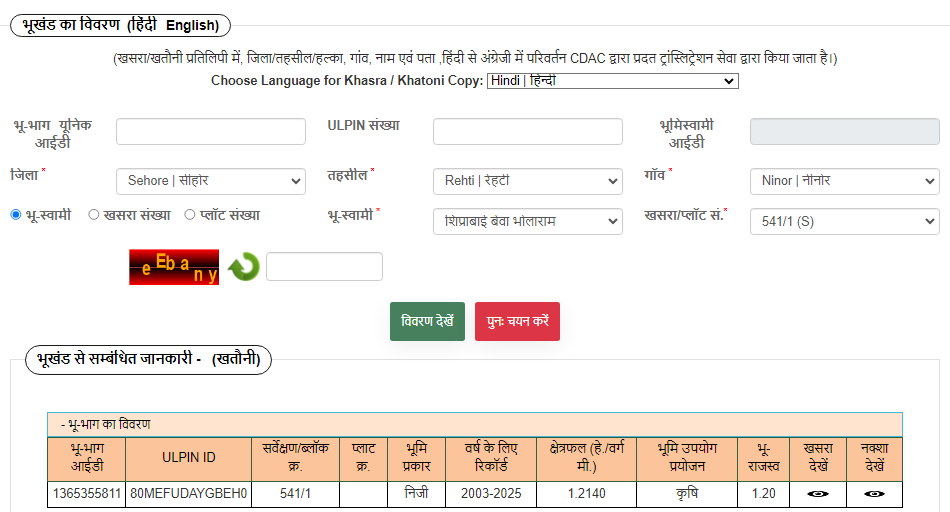 भूखंड का विवरण (हिंदी English)
(खसरा/खतौनी प्रतिलिपी में, जिला/तहसील/हल्का, गांव, नाम एवं पता ,हिंदी से अंग्रेजी में परिवर्तन CDAC द्वारा प्रदत ट्रांस्लिट्रेशन सेवा द्वारा किया जाता है।)
Choose Language for Khasra / Khatoni Copy: Hindi | हिन्दी
भू-भाग यूनिक आईडी
ULPIN संख्या
भूमिस्वामी आईडी
जिला * Sehore | सीहोर
तहसील * Rehti | रेहटी
गाँव * Ninor | नीनोर
भू-स्वामी खसरा संख्या प्लॉट संख्या
भू-स्वामी * शिप्राबाई बेवा भोलाराम
खसरा/प्लॉट सं.* 541/1 (S)
eEbany
विवरण देखें पुनः चयन करें
भूखंड से सम्बंधित जानकारी - (खतौनी)
- भू-भाग का विवरण
भू-भाग आईडी ULPIN ID सर्वेक्षण/ब्लॉक क्र. प्लाट क्र. भूमि प्रकार वर्ष के लिए रिकॉर्ड क्षेत्रफल (हे./वर्ग मी.) भूमि उपयोग प्रयोजन भू-राजस्व खसरा देखें नक्शा देखें
1365355811 80MEFUDAYGBEH0 541/1 निजी 2003-2025 1.2140 कृषि 1.20